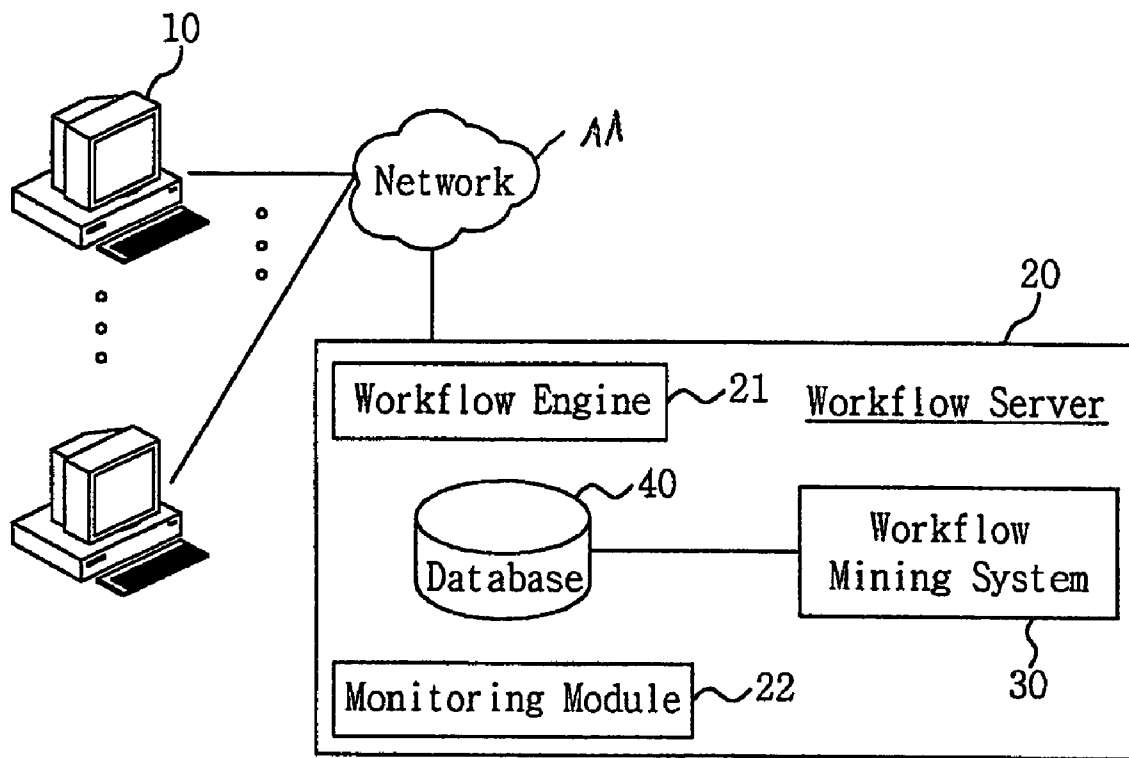 10
Network
20
Workflow Engine
21
Workflow Server
40
Database
Workflow
Mining System
30
Monitoring Module
22